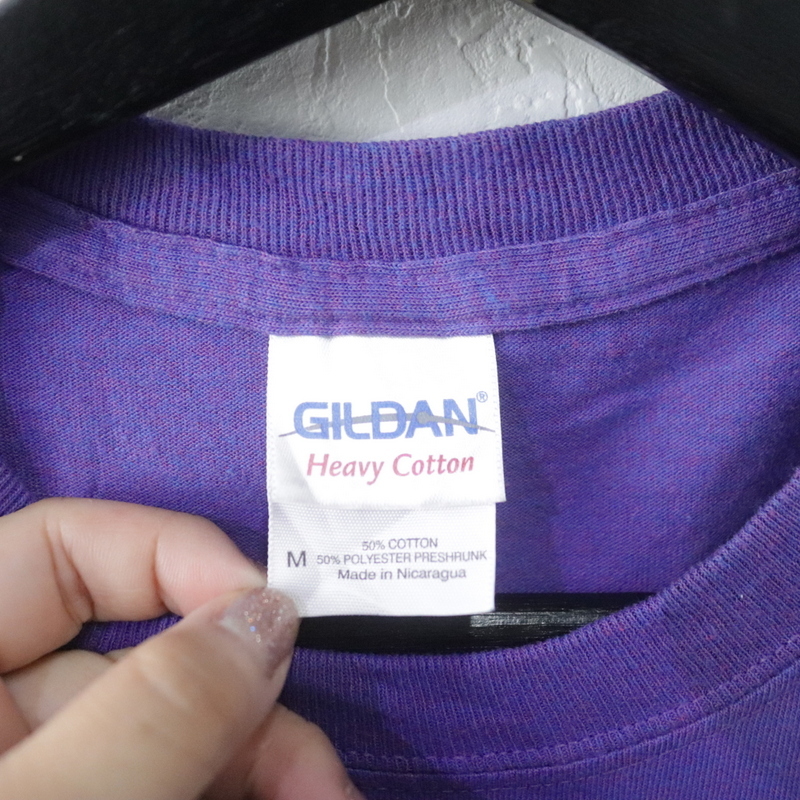 GILDAN®
Heavy Cotton
50% COTTON
M 50% POLYESTER PRESHRUNK
Made in Nicaragua